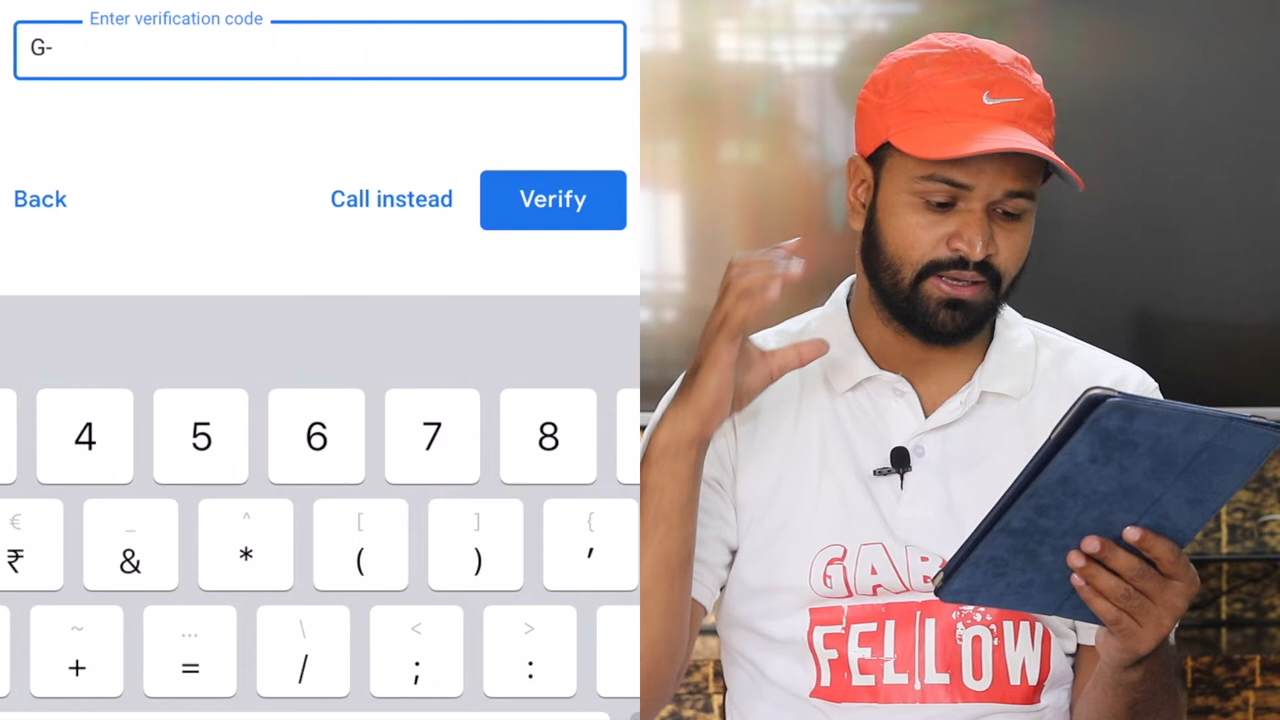 Enter verification code
G-
Back Call instead Verify
4 5 6 7 8
€ _ ^ [ ] {
₹ & * ( ) ’
~ ... \ < >
+ = / ; :
FELLOW